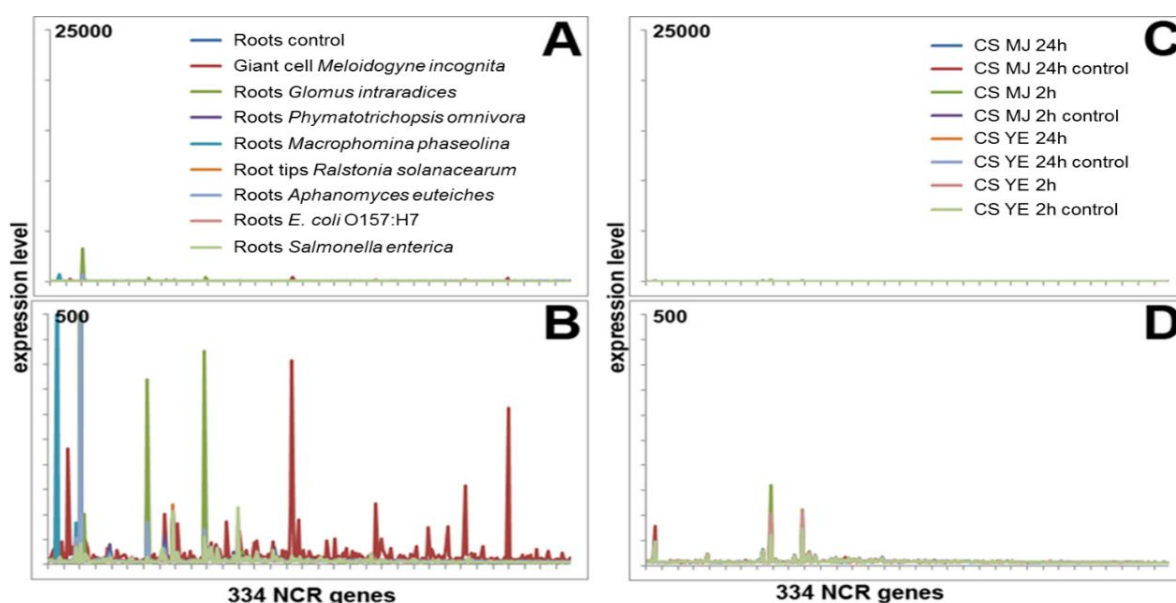 25000
A
Roots control
Giant cell Meloidogyne incognita
Roots Glomus intraradices
Roots Phymatotrichopsis omnivora
Roots Macrophomina phaseolina
Root tips Ralstonia solanacearum
Roots Aphanomyces euteiches
Roots E. coli O157:H7
Roots Salmonella enterica
expression level
500
B
334 NCR genes
25000
C
CS MJ 24h
CS MJ 24h control
CS MJ 2h
CS MJ 2h control
CS YE 24h
CS YE 24h control
CS YE 2h
CS YE 2h control
expression level
500
D
334 NCR genes